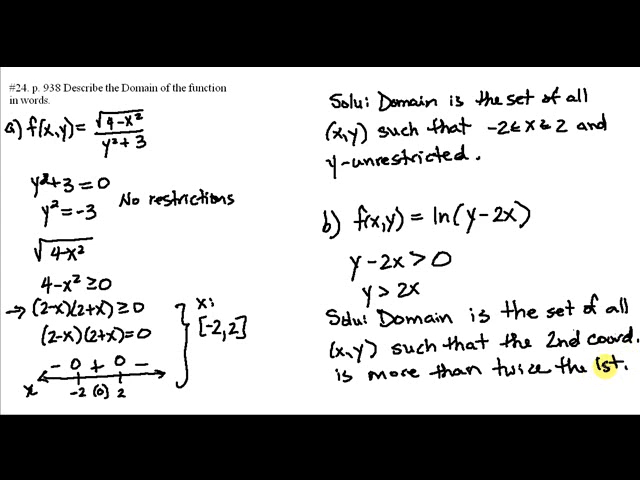 #24. p. 938 Describe the Domain of the function
in words.
a) f(x,y) = √4-x² / y²+3
y²+3 = 0
y² = -3 No restrictions
√4-x²
4-x² ≥ 0
→ (2-x)(2+x) ≥ 0
(2-x)(2+x) = 0
- 0 + 0 -
x -2 (0) 2
x:
[-2,2]
Solu: Domain is the set of all
(x,y) such that -2≤x≤2 and
y-unrestricted.
b) f(x,y) = ln(y-2x)
y-2x > 0
y > 2x
Solu: Domain is the set of all
(x,y) such that the 2nd coord.
is more than twice the 1st.